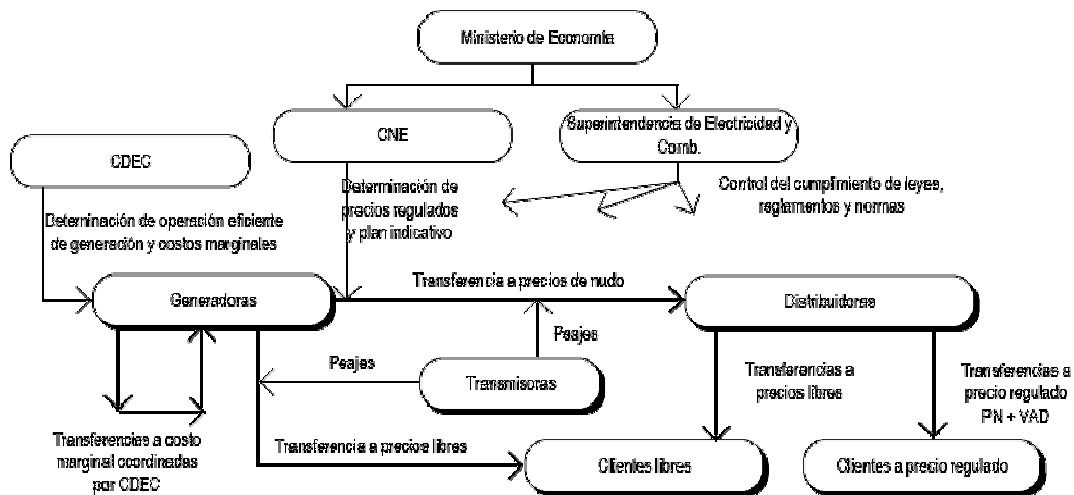 Ministerio de Economía
CNE
Superintendencia de Electricidad y
Comb.
CDEC
Determinación de
precios regulados
y plan indicativo
Control del cumplimiento de leyes,
reglamentos y normas
Determinación de operación eficiente
de generación y costos marginales
Generadoras
Transferencia a precios de nudo
Distribuidoras
Peajes
Peajes
Transmisoras
Transferencias a
precios libres
Transferencias a
precio regulado
PN + VAD
Transferencias a costo
marginal coordinadas
por CDEC
Transferencia a precios libres
Clientes libres
Clientes a precio regulado